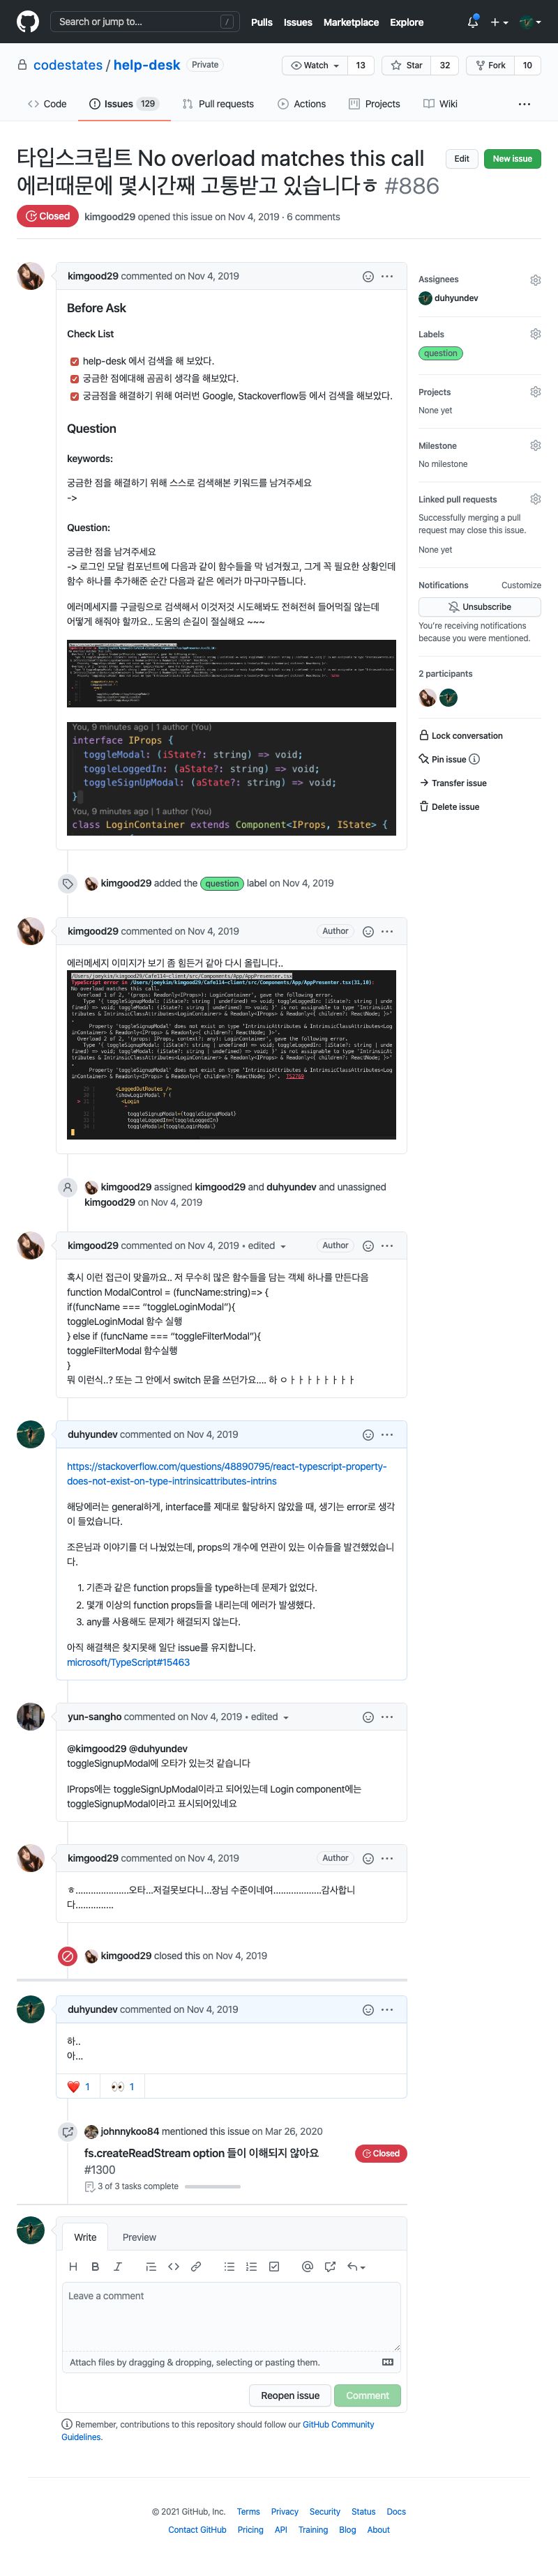 Search or jump to...
/
Pulls Issues Marketplace Explore
codestates / help-desk Private
Watch 13 Star 32 Fork 10
Code Issues 129 Pull requests Actions Projects Wiki
타입스크립트 No overload matches this call
에러때문에 몇시간째 고통받고 있습니다ㅎ #886
Edit New issue
Closed kimgood29 opened this issue on Nov 4, 2019 · 6 comments
kimgood29 commented on Nov 4, 2019
Before Ask
Check List
help-desk 에서 검색을 해 보았다.
궁금한 점에대해 곰곰히 생각을 해보았다.
궁금점을 해결하기 위해 여러번 Google, Stackoverflow등 에서 검색을 해보았다.
Question
keywords:
궁금한 점을 해결하기 위해 스스로 검색해본 키워드를 남겨주세요
->
Question:
궁금한 점을 남겨주세요
-> 로그인 모달 컴포넌트에 다음과 같이 함수들을 막 넘겨줬고, 그게 꼭 필요한 상황인데
함수 하나를 추가해준 순간 다음과 같은 에러가 마구마구뜹니다.
에러메세지를 구글링으로 검색해서 이것저것 시도해봐도 전혀전혀 들어먹질 않는데
어떻게 해줘야 할까요.. 도움의 손길이 절실해요 ~~~
You, 9 minutes ago | 1 author (You)
interface IProps {
toggleModal: (iState?: string) => void;
toggleLoggedIn: (aState?: string) => void;
toggleSignUpModal: (aState?: string) => void;
}
You, 9 minutes ago | 1 author (You)
class LoginContainer extends Component<IProps, IState> {
Assignees
duhyundev
Labels
question
Projects
None yet
Milestone
No milestone
Linked pull requests
Successfully merging a pull
request may close this issue.
None yet
Notifications Customize
Unsubscribe
You're receiving notifications
because you were mentioned.
2 participants
Lock conversation
Pin issue
Transfer issue
Delete issue
kimgood29 added the question label on Nov 4, 2019
kimgood29 commented on Nov 4, 2019 Author
에러메세지 이미지가 보기 좀 힘든거 같아 다시 올립니다..
/Users/joeykim/kimgood29/Cafe114-client/src/Components/App/AppPresenter.tsx
TypeScript error in /Users/joeykim/kimgood29/Cafe114-client/src/Components/App/AppPresenter.tsx(31,10):
No overload matches this call.
<LoggedOutRoutes />
{showLoginModal ? (
<Login
toggleSignupModal={toggleSignupModal}
toggleLoggedIn={toggleLoggedIn}
toggleModal={toggleLoginModal}
kimgood29 assigned kimgood29 and duhyundev and unassigned
kimgood29 on Nov 4, 2019
kimgood29 commented on Nov 4, 2019 • edited Author
혹시 이런 접근이 맞을까요.. 저 무수히 많은 함수들을 담는 객체 하나를 만든다음
function ModalControl = (funcName:string)=> {
if(funcName === “toggleLoginModal”){
toggleLoginModal 함수 실행
} else if (funcName === “toggleFilterModal”){
toggleFilterModal 함수실행
}
뭐 이런식..? 또는 그 안에서 switch 문을 쓰던가요.... 하 ㅇㅏㅏㅏㅏㅏㅏㅏㅏ
duhyundev commented on Nov 4, 2019
https://stackoverflow.com/questions/48890795/react-typescript-property-
does-not-exist-on-type-intrinsicattributes-intrins
해당에러는 general하게, interface를 제대로 할당하지 않았을 때, 생기는 error로 생각
이 들었습니다.
조은님과 이야기를 더 나눴었는데, props의 개수에 연관이 있는 이슈들을 발견했었습니
다.
1. 기존과 같은 function props들을 type하는데 문제가 없었다.
2. 몇개 이상의 function props들을 내리는데 에러가 발생했다.
3. any를 사용해도 문제가 해결되지 않는다.
아직 해결책은 찾지못해 일단 issue를 유지합니다.
microsoft/TypeScript#15463
yun-sangho commented on Nov 4, 2019 • edited
@kimgood29 @duhyundev
toggleSignupModal에 오타가 있는것 같습니다
IProps에는 toggleSignUpModal이라고 되어있는데 Login component에는
toggleSignupModal이라고 표시되어있네요
kimgood29 commented on Nov 4, 2019 Author
ㅎ.....................오타...저걸못보다니...장님 수준이네여...................감사합니
다...............
kimgood29 closed this on Nov 4, 2019
duhyundev commented on Nov 4, 2019
하..
아...
1 1
johnnykoo84 mentioned this issue on Mar 26, 2020
fs.createReadStream option 들이 이해되지 않아요
#1300
Closed
3 of 3 tasks complete
Write Preview
Leave a comment
Attach files by dragging & dropping, selecting or pasting them.
Reopen issue Comment
Remember, contributions to this repository should follow our GitHub Community
Guidelines.
© 2021 GitHub, Inc. Terms Privacy Security Status Docs
Contact GitHub Pricing API Training Blog About